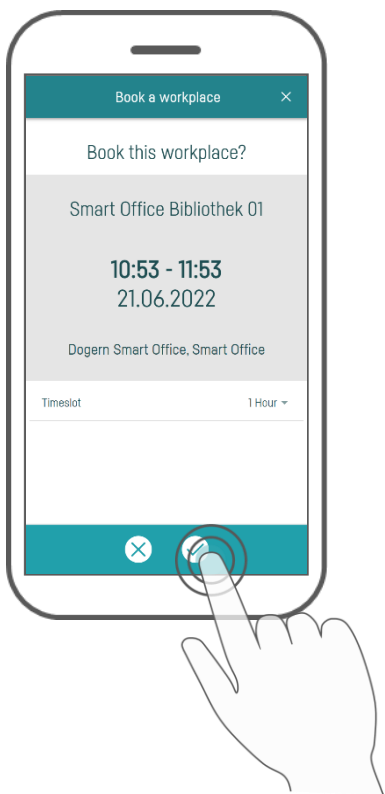 Book a workplace
Book this workplace?
Smart Office Bibliothek 01
10:53 - 11:53
21.06.2022
Dogern Smart Office, Smart Office
Timeslot 1 Hour